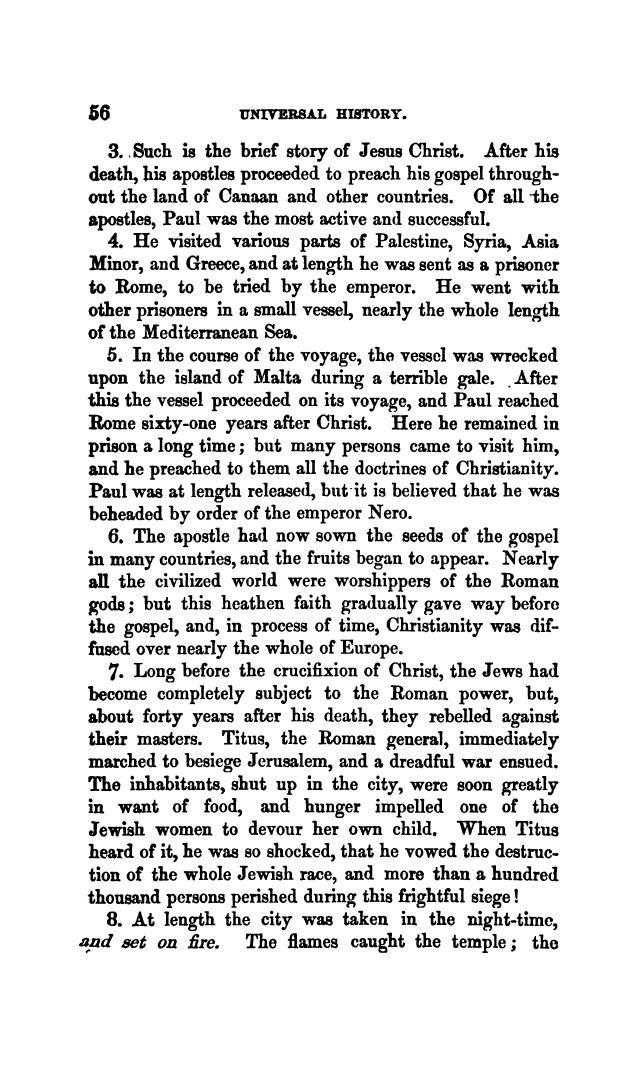 56 UNIVERSAL HISTORY.
3. Such is the brief story of Jesus Christ. After his
death, his apostles proceeded to preach his gospel through-
out the land of Canaan and other countries. Of all the
apostles, Paul was the most active and successful.
4. He visited various parts of Palestine, Syria, Asia
Minor, and Greece, and at length he was sent as a prisoner
to Rome, to be tried by the emperor. He went with
other prisoners in a small vessel, nearly the whole length
of the Mediterranean Sea.
5. In the course of the voyage, the vessel was wrecked
upon the island of Malta during a terrible gale. After
this the vessel proceeded on its voyage, and Paul reached
Rome sixty-one years after Christ. Here he remained in
prison a long time; but many persons came to visit him,
and he preached to them all the doctrines of Christianity.
Paul was at length released, but it is believed that he was
beheaded by order of the emperor Nero.
6. The apostle had now sown the seeds of the gospel
in many countries, and the fruits began to appear. Nearly
all the civilized world were worshippers of the Roman
gods; but this heathen faith gradually gave way before
the gospel, and, in process of time, Christianity was dif-
fused over nearly the whole of Europe.
7. Long before the crucifixion of Christ, the Jews had
become completely subject to the Roman power, but,
about forty years after his death, they rebelled against
their masters. Titus, the Roman general, immediately
marched to besiege Jerusalem, and a dreadful war ensued.
The inhabitants, shut up in the city, were soon greatly
in want of food, and hunger impelled one of the
Jewish women to devour her own child. When Titus
heard of it, he was so shocked, that he vowed the destruc-
tion of the whole Jewish race, and more than a hundred
thousand persons perished during this frightful siege!
8. At length the city was taken in the night-time,
and set on fire. The flames caught the temple; the